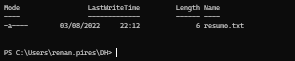 Mode LastWriteTime Length Name
---- ------------- ------ ----
-a---- 03/08/2022 22:12 6 resumo.txt
PS C:\Users\renan.pires\DH>